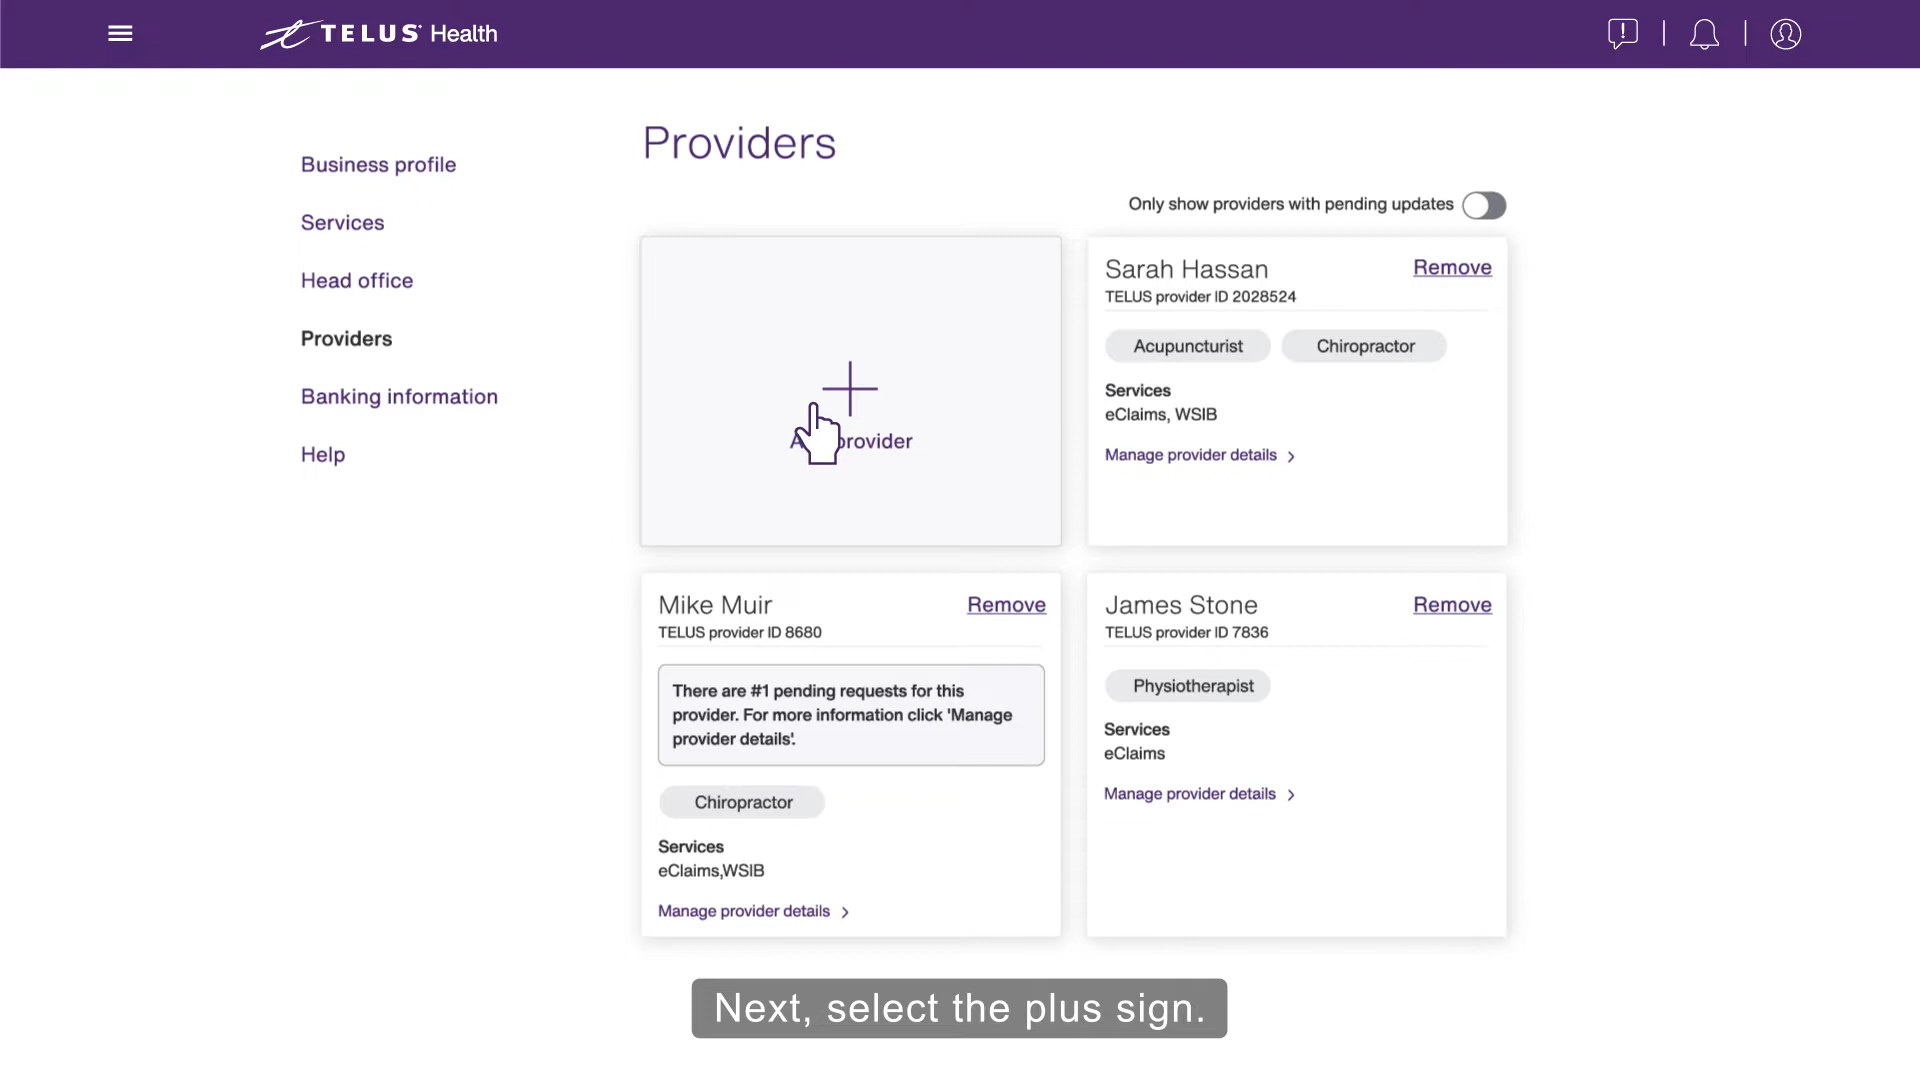 TELUS Health
Business profile
Services
Head office
Providers
Banking information
Help
Providers
Only show providers with pending updates
provider
Sarah Hassan
Remove
TELUS provider ID 2028524
Acupuncturist
Chiropractor
Services
eClaims, WSIB
Manage provider details
Mike Muir
Remove
TELUS provider ID 8680
There are #1 pending requests for this
provider. For more information click 'Manage
provider details'.
Chiropractor
Services
eClaims,WSIB
Manage provider details
James Stone
Remove
TELUS provider ID 7836
Physiotherapist
Services
eClaims
Manage provider details
Next, select the plus sign.